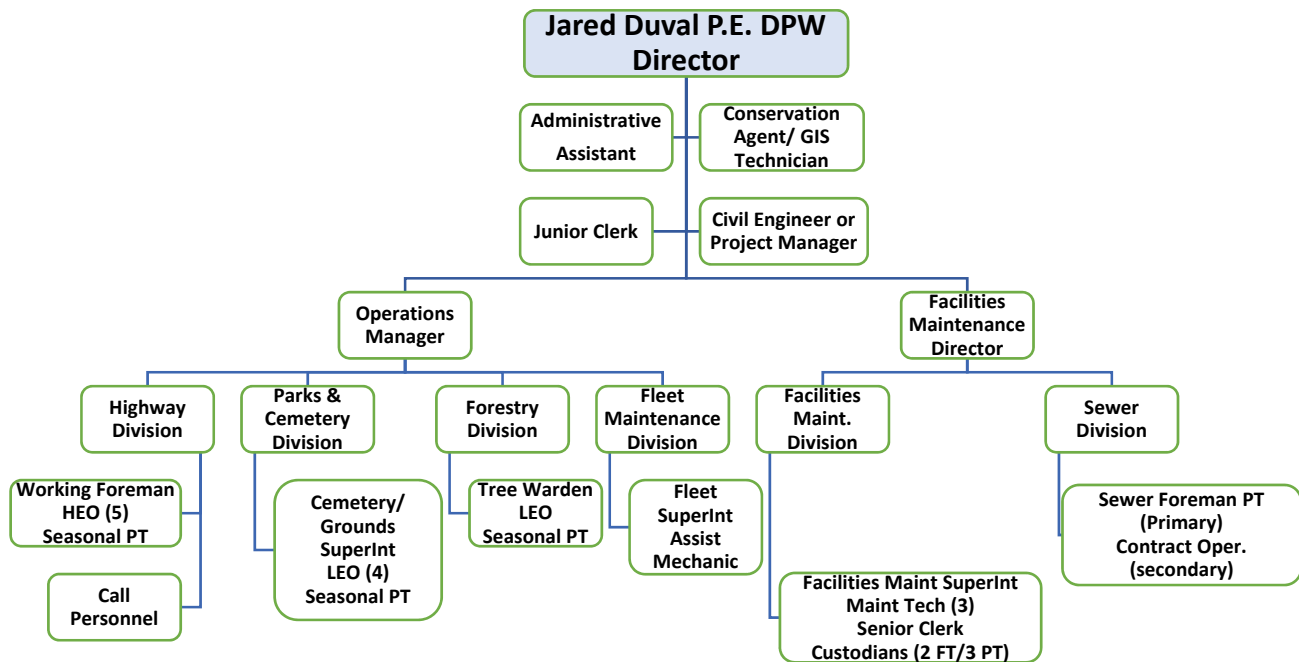 Jared Duval P.E. DPW
Director
Administrative
Assistant
Conservation
Agent/ GIS
Technician
Junior Clerk
Civil Engineer or
Project Manager
Operations
Manager
Facilities
Maintenance
Director
Highway
Division
Parks &
Cemetery
Division
Forestry
Division
Fleet
Maintenance
Division
Facilities
Maint.
Division
Sewer
Division
Working Foreman
HEO (5)
Seasonal PT
Call
Personnel
Cemetery/
Grounds
SuperInt
LEO (4)
Seasonal PT
Tree Warden
LEO
Seasonal PT
Fleet
SuperInt
Assist
Mechanic
Facilities Maint SuperInt
Maint Tech (3)
Senior Clerk
Custodians (2 FT/3 PT)
Sewer Foreman PT
(Primary)
Contract Oper.
(secondary)